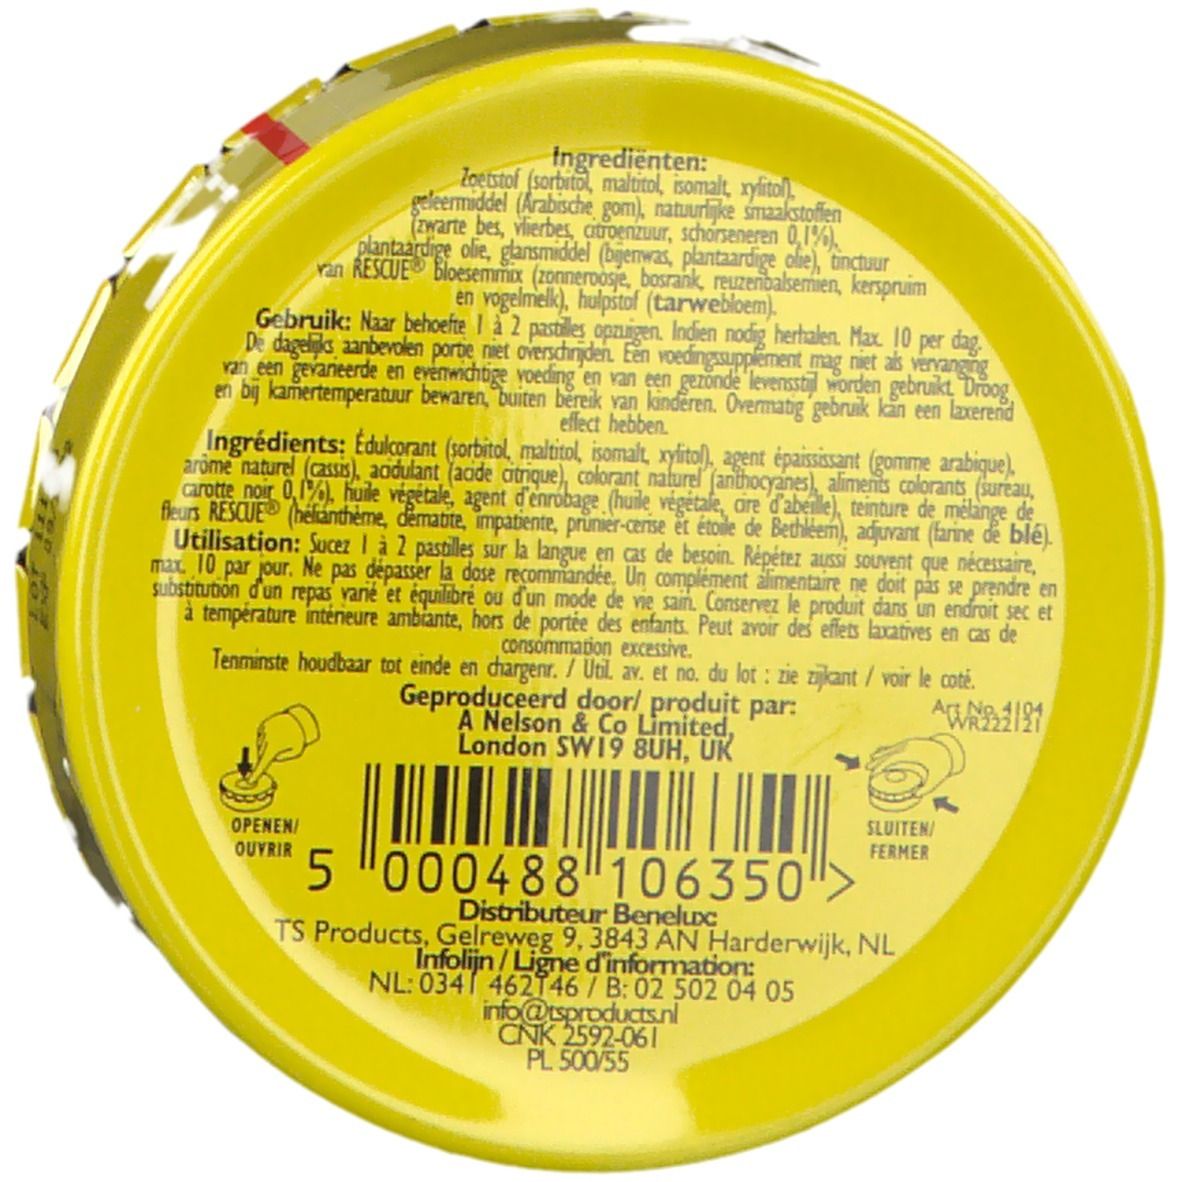 Ingrediënten:
Zoetstof (sorbitol, maltitol, isomalt, xylitol),
geleermiddel (Arabische gom), natuurlijke smaakstoffen
(zwarte bes, vlierbes, citroenzuur, schorseneren 0,1%),
plantaardige olie, glansmiddel (bijenwas, plantaardige olie), tinctuur
van RESCUE® Bloesemmix (zonneroosje, bosrank, reuzenbalsemien, kerspruim
en vogelmelk), hulpstof (tarwebloem).
Gebruik: Naar behoefte 1 à 2 pastilles opzuigen. Indien nodig herhalen. Max. 10 per dag.
De dagelijks aanbevolen portie niet overschrijden. Een voedingssupplement mag niet als vervanging
van een gevarieerde en evenwichtige voeding en van een gezonde levensstijl worden gebruikt. Droog
en bij kamertemperatuur bewaren, buiten bereik van kinderen. Overmatig gebruik kan een laxerend
effect hebben.
Ingrédients: Édulcorant (sorbitol, maltitol, isomalt, xylitol), agent épaississant (gomme arabique),
arôme naturel (cassis), acidulant (acide citrique), colorant naturel (anthocyanes), aliments colorants (sureau,
carotte noir 0,1%), huile végétale, agent d'enrobage (huile végétale, cire d'abeille), teinture de mélange de
fleurs RESCUE® (hélianthème, clématite, impatiente, prunier-cerise et étoile de Bethléem), adjuvant (farine de blé).
Utilisation: Sucez 1 à 2 pastilles sur la langue en cas de besoin. Répétez aussi souvent que nécessaire,
max. 10 par jour. Ne pas dépasser la dose recommandée. Un complément alimentaire ne doit pas se prendre en
substitution d'un repas varié et équilibré ou d'un mode de vie sain. Conservez le produit dans un endroit sec et
à température intérieure ambiante, hors de portée des enfants. Peut avoir des effets laxatives en cas de
consommation excessive.
Tenminste houdbaar tot einde en chargenr. / Util. av. et no. du lot : zie zijkant / voir le coté.
Geproduceerd door/ produit par:
A Nelson & Co Limited,
London SW19 8UH, UK
Art No 4104
WR222121
OPENEN/
OUVRIR
SLUITEN/
FERMER
5 000488 106350 >
Distributeur Benelux:
TS Products, Gelreweg 9, 3843 AN Harderwijk, NL
Infolijn / Ligne d'information:
NL: 0341 462146 / B: 02 502 04 05
info@tsproducts.nl
CNK 2592-061
PL 500/55